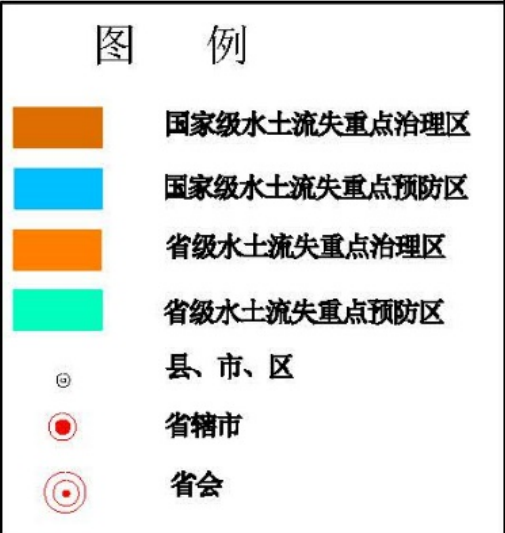 图 例
国家级水土流失重点治理区
国家级水土流失重点预防区
省级水土流失重点治理区
省级水土流失重点预防区
县、市、区
省辖市
省会